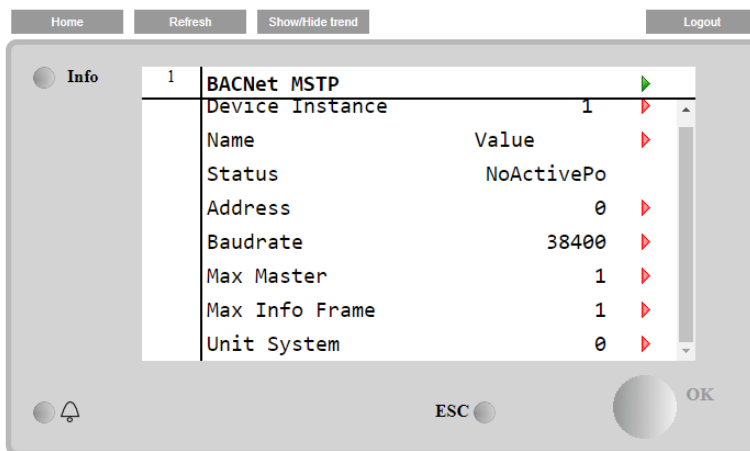 Home Refresh Show/Hide trend Logout
Info
1 BACNet MSTP
Device Instance 1
Name Value
Status NoActivePo
Address 0
Baudrate 38400
Max Master 1
Max Info Frame 1
Unit System 0
ESC
OK